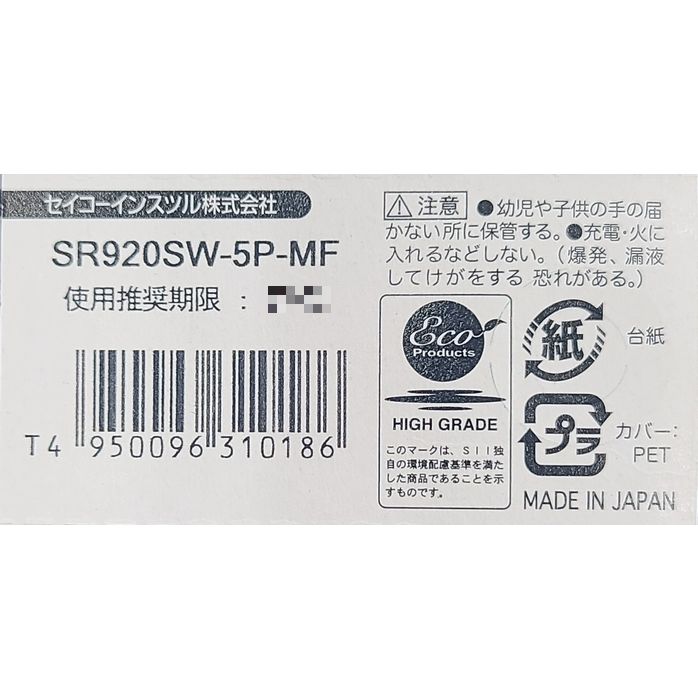 セイコーインスツル株式会社
SR920SW-5P-MF
使用推奨期限 :
T4 950096 310186
⚠注意 ●幼児や子供の手の届
かない所に保管する。●充電・火に
入れるなどしない。(爆発、漏液
してけがをする 恐れがある。)
Eco
Products
HIGH GRADE
このマークは、SII独
自の環境配慮基準を満た
した商品であることを示
すものです。
紙 台紙
プラ カバー:
PET
MADE IN JAPAN